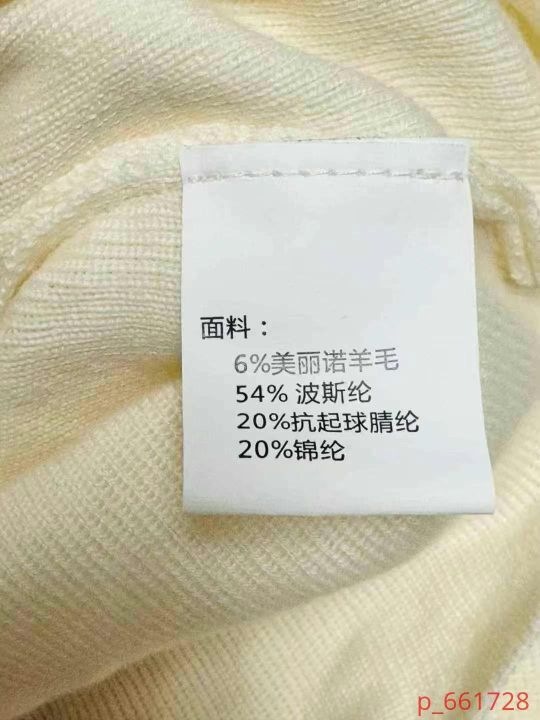 面料：
6%美丽诺羊毛
54% 波斯纶
20%抗起球腈纶
20%锦纶
p_661728